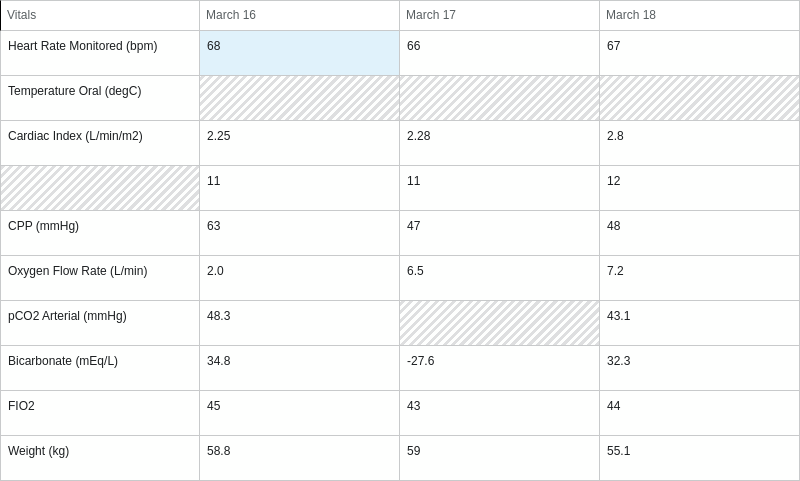 Vitals March 16 March 17 March 18
Heart Rate Monitored (bpm) 68 66 67
Temperature Oral (degC)
Cardiac Index (L/min/m2) 2.25 2.28 2.8
11 11 12
CPP (mmHg) 63 47 48
Oxygen Flow Rate (L/min) 2.0 6.5 7.2
pCO2 Arterial (mmHg) 48.3 43.1
Bicarbonate (mEq/L) 34.8 -27.6 32.3
FIO2 45 43 44
Weight (kg) 58.8 59 55.1